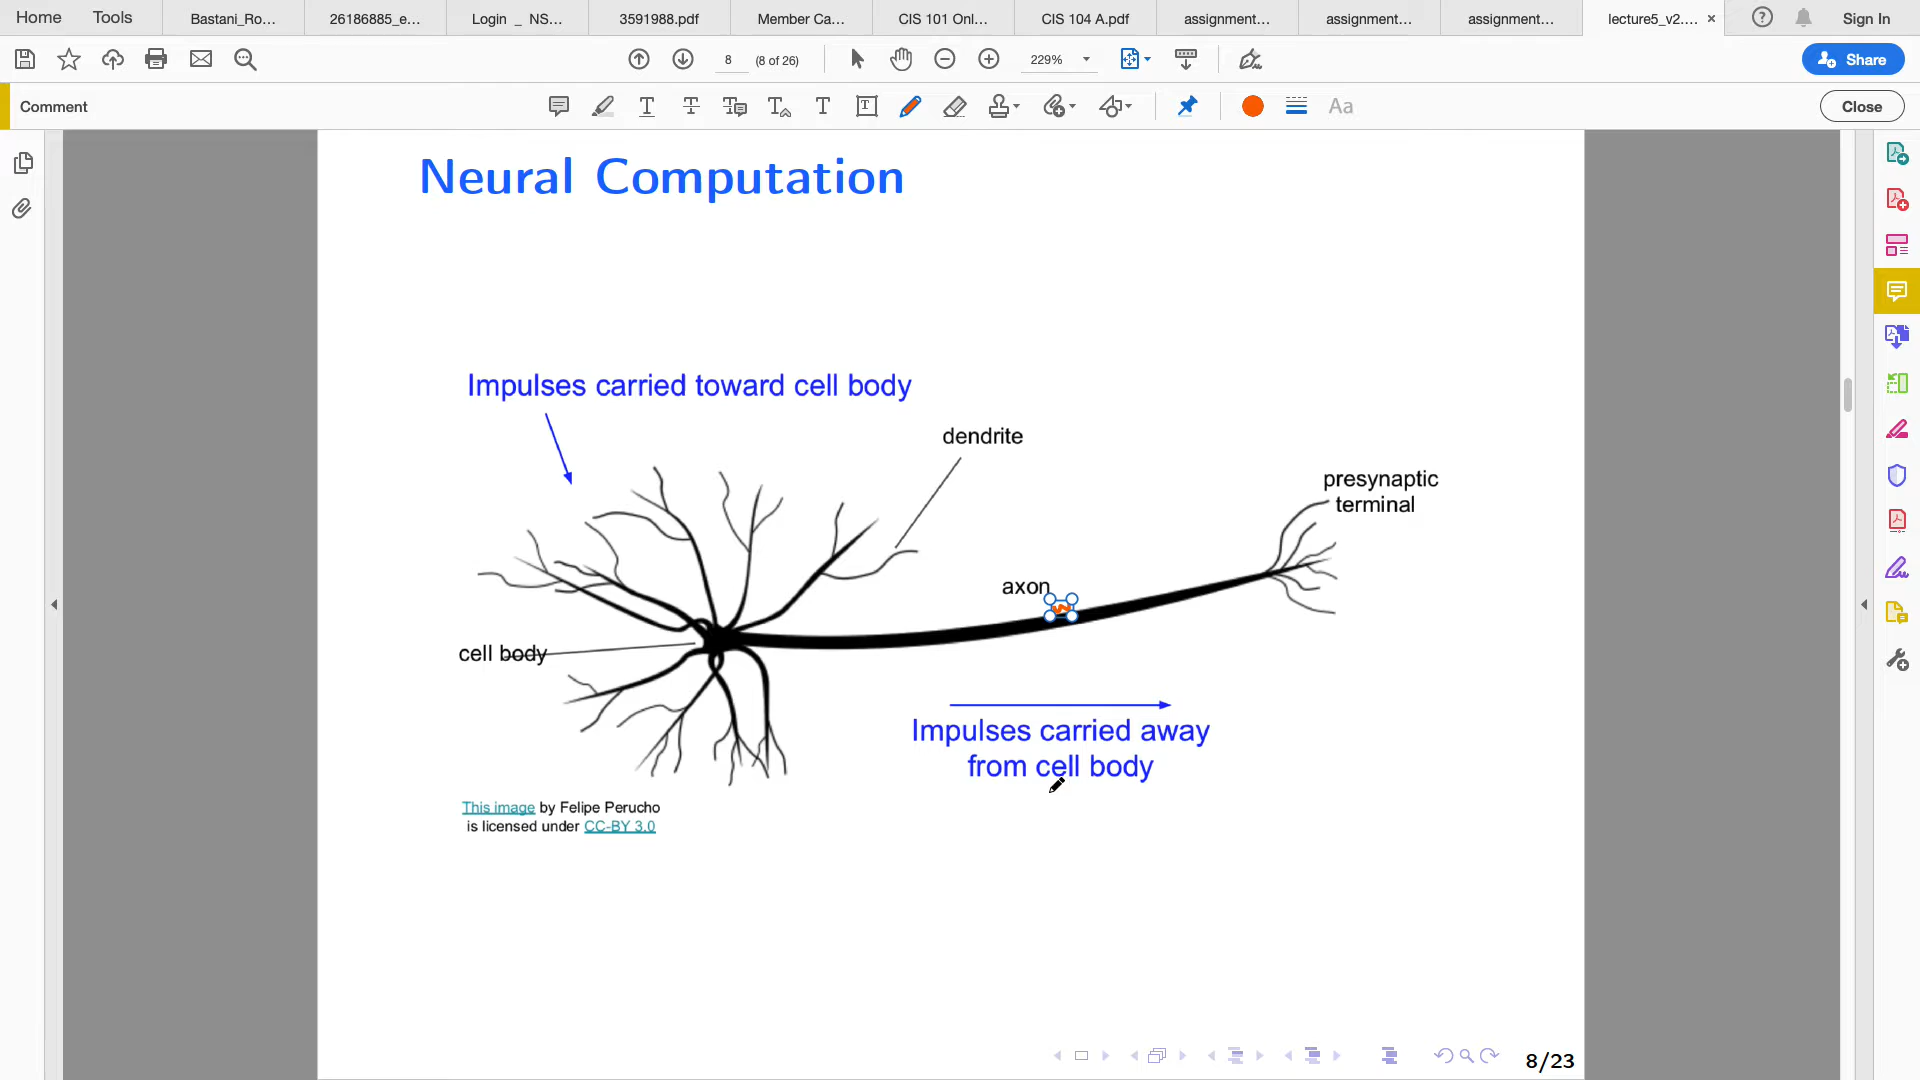 Home Tools Bastani_Ro... 26186885_e... Login _ NS... 3591988.pdf Member Ca... CIS 101 Onl... CIS 104 A.pdf assignment... assignment... assignment... lecture5_v2.... × Sign In
8 (8 of 26) 229% Share
Comment Aa Close
Neural Computation
Impulses carried toward cell body
dendrite
presynaptic
terminal
axon
cell body
Impulses carried away
from cell body
This image by Felipe Perucho
is licensed under CC-BY 3.0
8/23